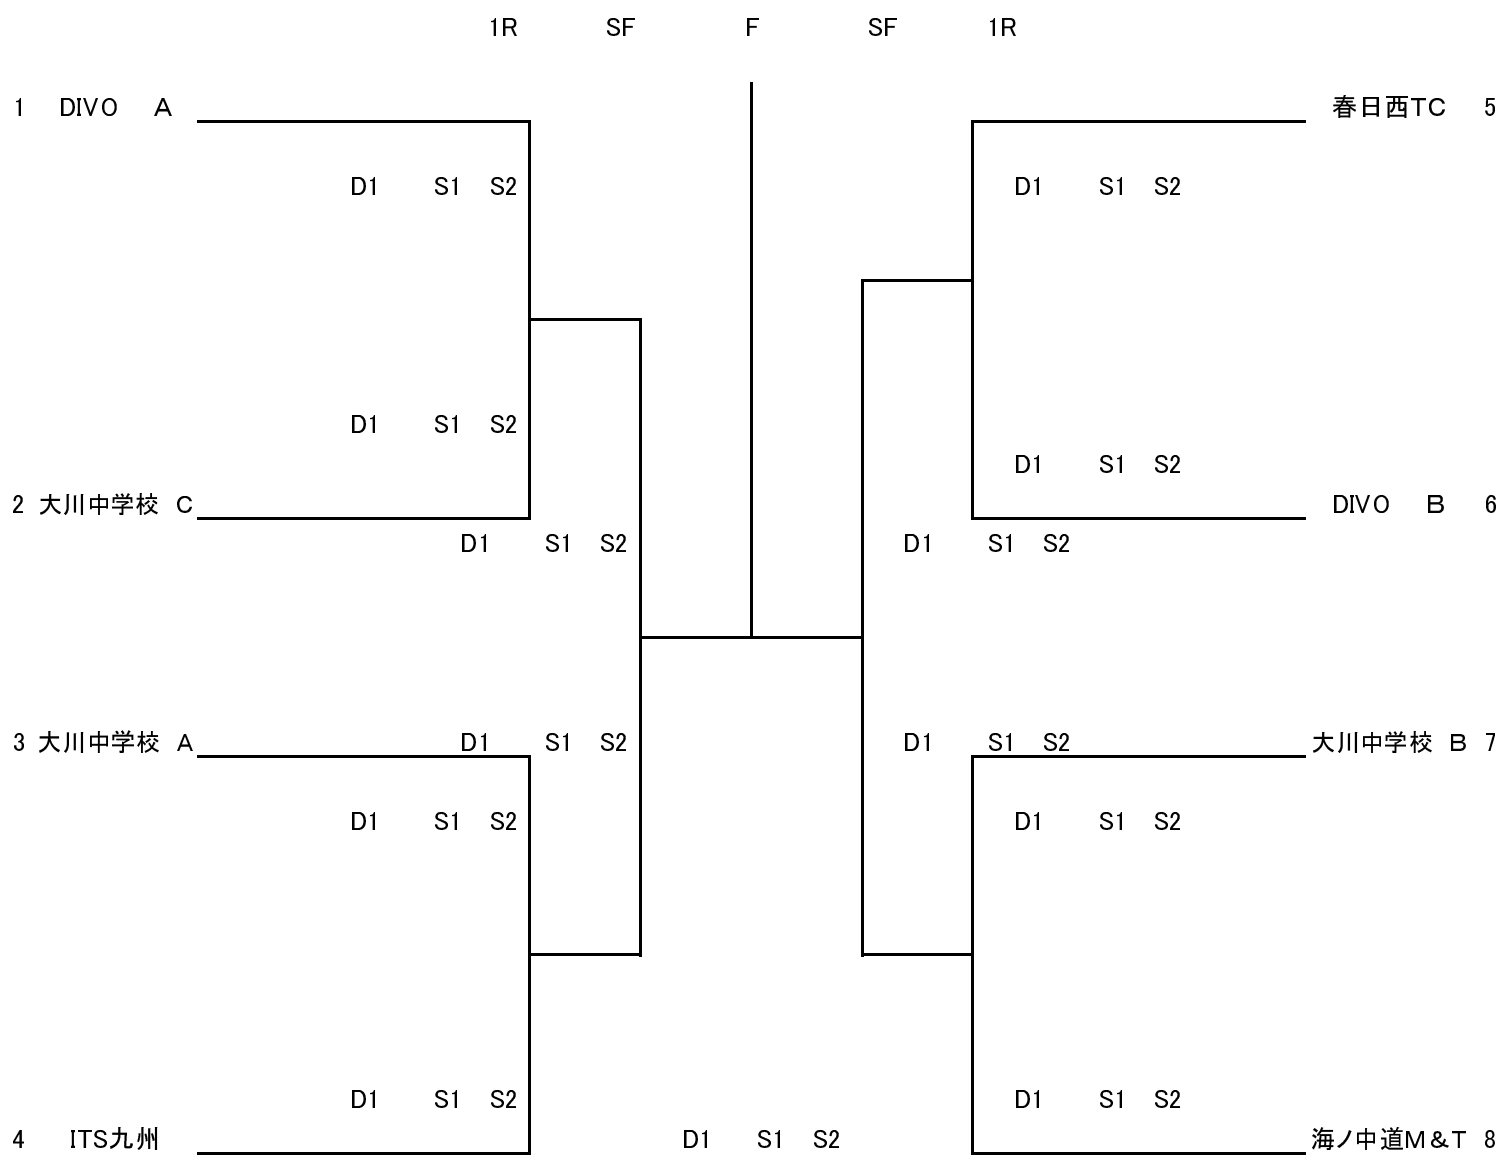 1R SF F SF 1R
1 DIVO A 春日西TC 5
D1 S1 S2 D1 S1 S2
D1 S1 S2
D1 S1 S2
2 大川中学校 C DIVO B 6
D1 S1 S2 D1 S1 S2
3 大川中学校 A D1 S1 S2 D1 S1 S2 大川中学校 B 7
D1 S1 S2 D1 S1 S2
D1 S1 S2 D1 S1 S2
4 ITS九州 D1 S1 S2 海ノ中道M&T 8